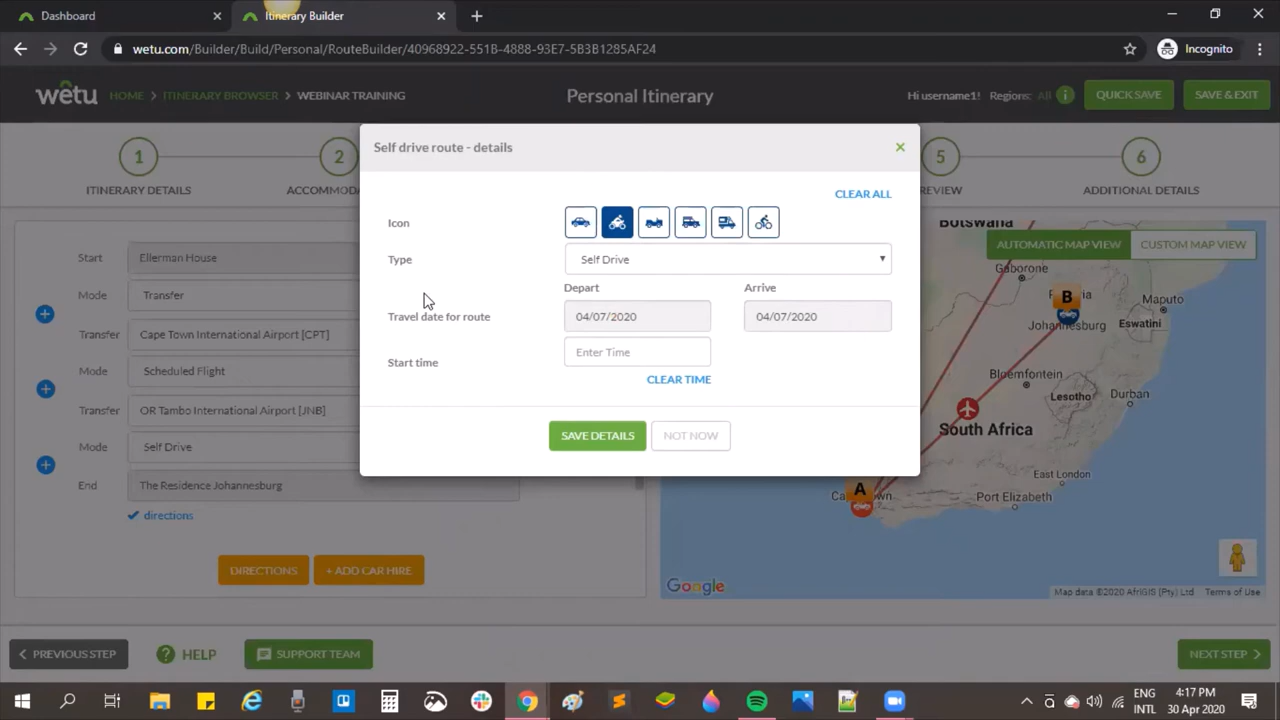 Dashboard
Itinerary Builder
wetu.com/Builder/Build/Personal/RouteBuilder/40968922-551B-4888-93E7-5B3B1285AF24
Incognito
wetu
HOME > ITINERARY BROWSER > WEBINAR TRAINING
Personal Itinerary
Hi username1! Regions: All i
QUICK SAVE
SAVE & EXIT
1
2
5
6
ITINERARY DETAILS
ACCOMMODA
REVIEW
ADDITIONAL DETAILS
Self drive route - details
CLEAR ALL
Icon
Type
Self Drive
Depart
Arrive
Travel date for route
04/07/2020
04/07/2020
Start time
Enter Time
CLEAR TIME
SAVE DETAILS
NOT NOW
Start
Ellerman House
Mode
Transfer
Transfer
Cape Town International Airport [CPT]
Mode
Scheduled Flight
Transfer
OR Tambo International Airport [JNB]
Mode
Self Drive
End
The Residence Johannesburg
directions
DIRECTIONS
+ ADD CAR HIRE
Botswana
AUTOMATIC MAP VIEW
CUSTOM MAP VIEW
Gaborone
B
Maputo
Johannesburg
Eswatini
Bloemfontein
Lesotho
Durban
South Africa
East London
A
Port Elizabeth
Google
Map data ©2020 AfriGIS (Pty) Ltd
Terms of Use
PREVIOUS STEP
? HELP
SUPPORT TEAM
NEXT STEP
ENG
INTL
4:17 PM
30 Apr 2020